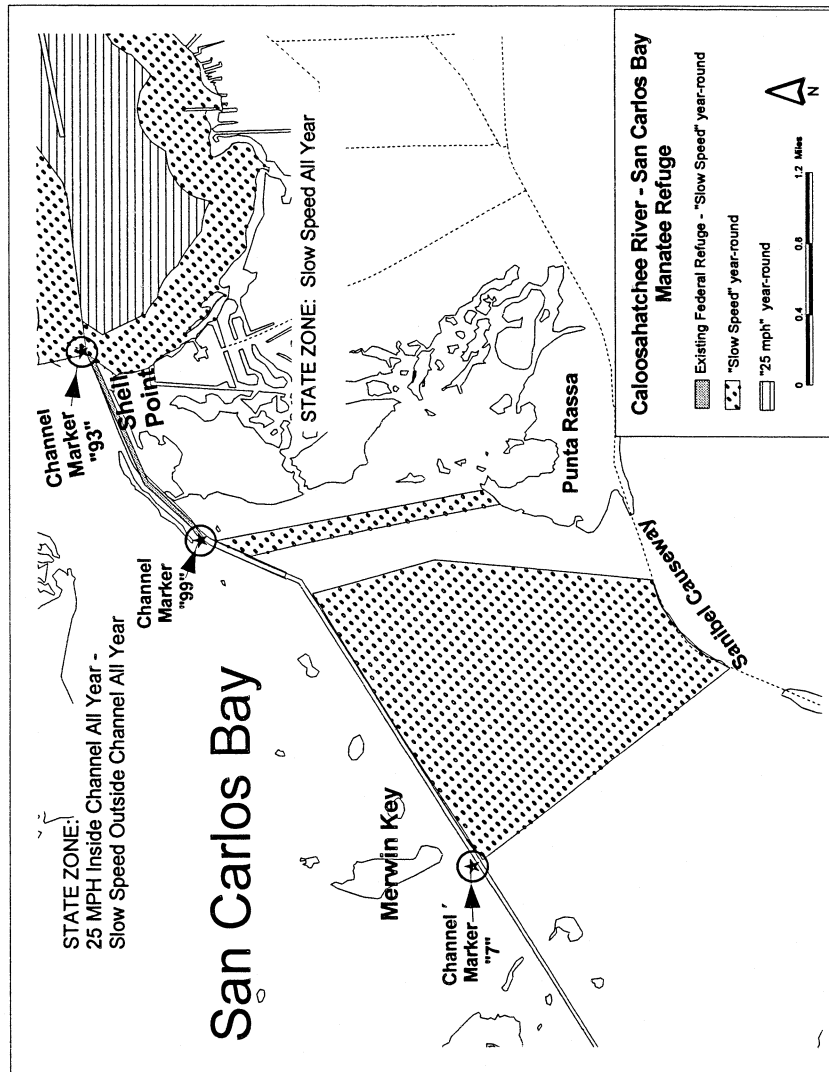 STATE ZONE:
25 MPH Inside Channel All Year -
Slow Speed Outside Channel All Year
San Carlos Bay
Channel
Marker
"93"
Shell
Point
Channel
Marker
"99"
STATE ZONE: Slow Speed All Year
Merwin Key
Channel
Marker
"7"
Punta Rassa
Sanibel Causeway
Caloosahatchee River - San Carlos Bay
Manatee Refuge
Existing Federal Refuge - "Slow Speed" year-round
"Slow Speed" year-round
"25 mph" year-round
0 0.4 0.8 1.2 Miles
N